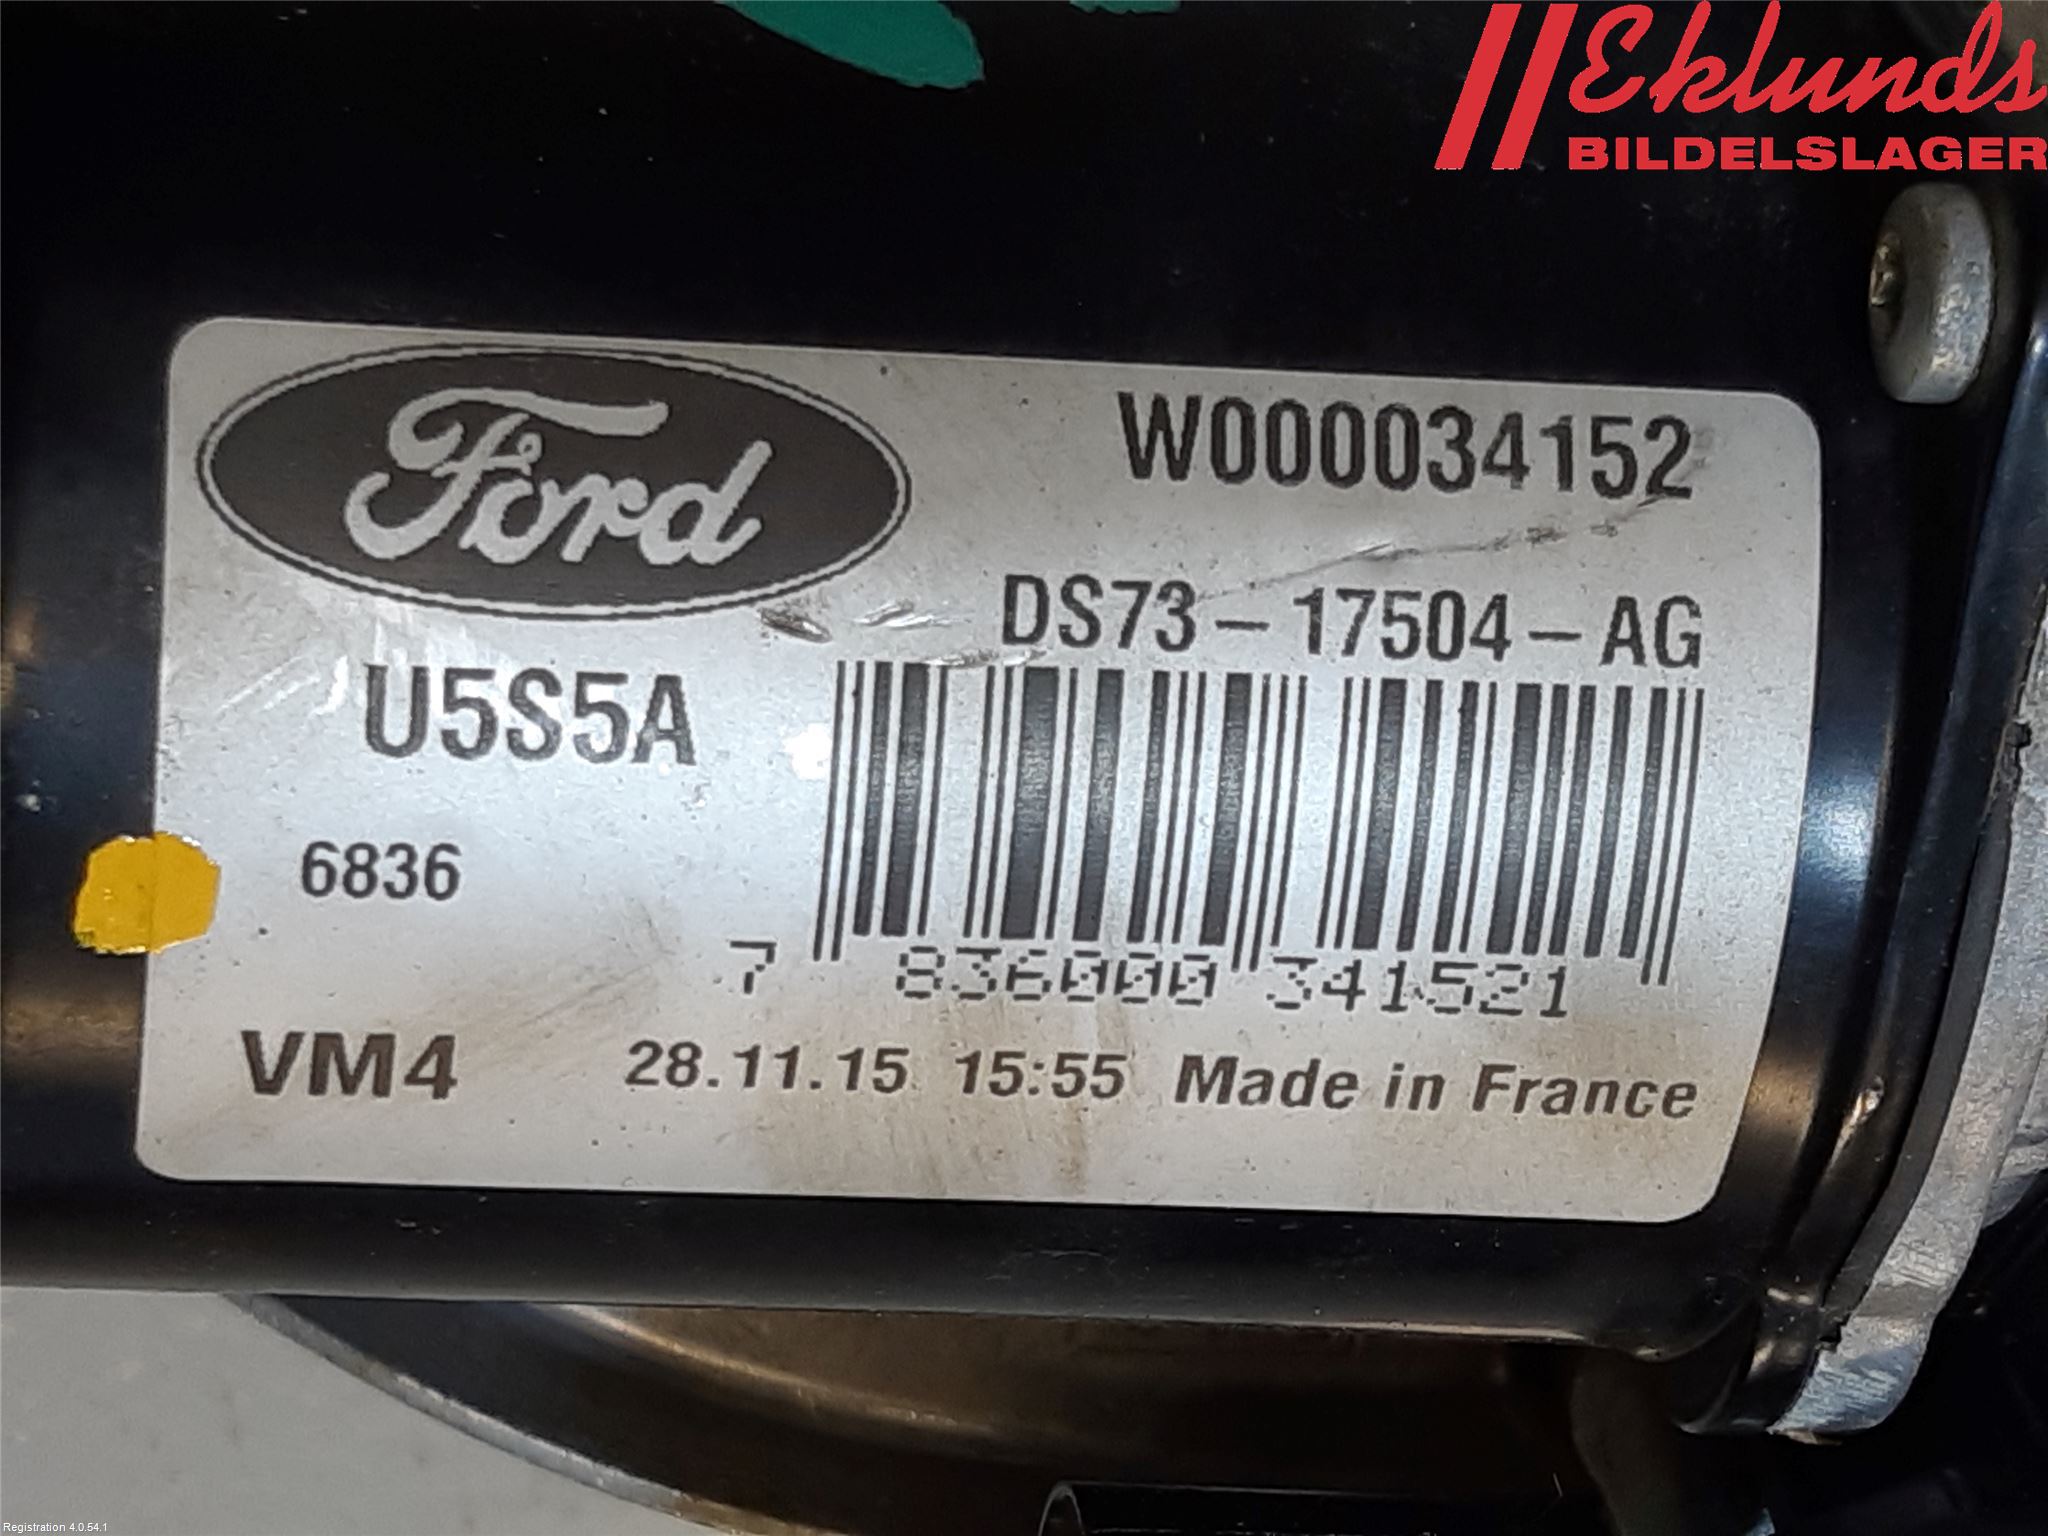 Eklunds
BILDELSLAGER
Ford
W000034152
DS73-17504-AG
U5S5A
6836
7 836000 341521
VM4 28.11.15 15:55 Made in France
Registration 4.0.54.1